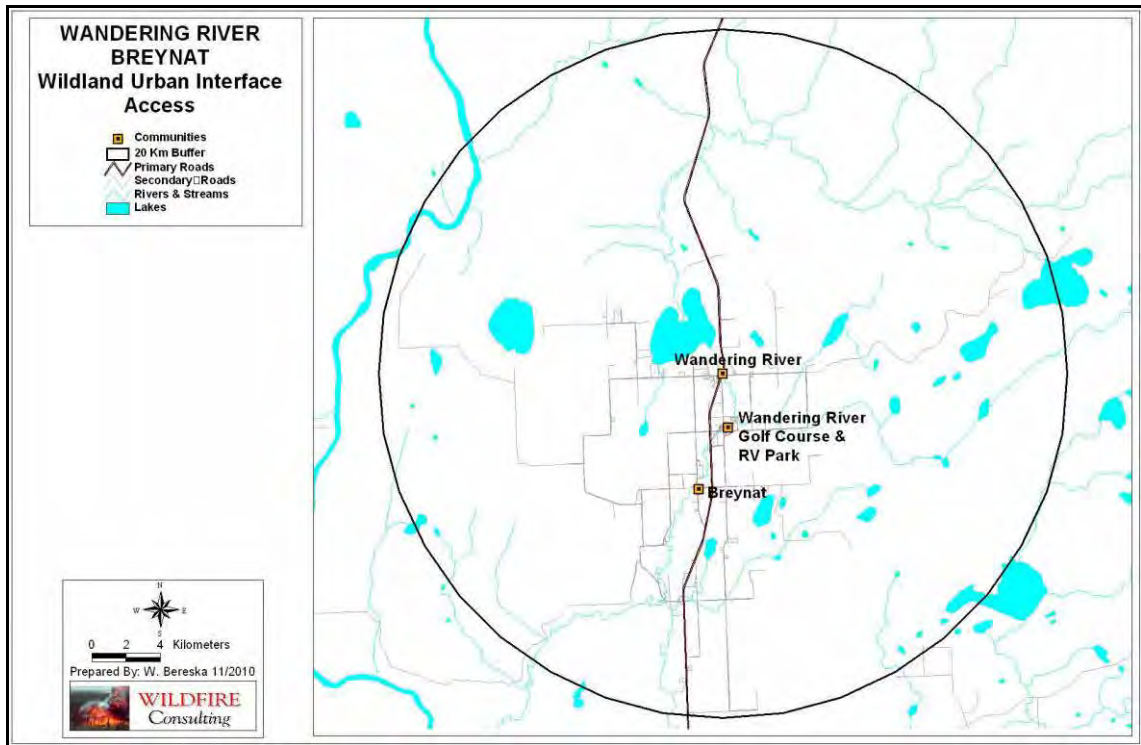 WANDERING RIVER
BREYNAT
Wildland Urban Interface
Access
Communities
20 Km Buffer
Primary Roads
Secondary□Roads
Rivers & Streams
Lakes
Wandering River
Wandering River
Golf Course &
RV Park
Breynat
N
W E
S
0 2 4 Kilometers
Prepared By: W. Bereska 11/2010
WILDFIRE
Consulting